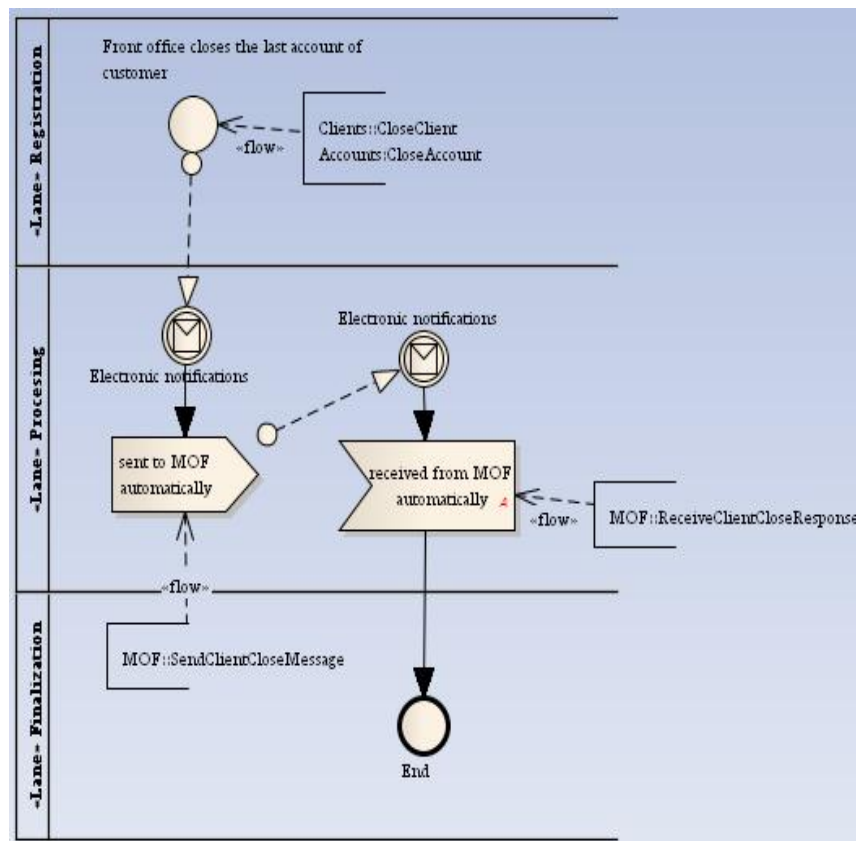 «Lane» Registration
Front office closes the last account of
customer
Clients::CloseClient
Accounts:CloseAccount
«flow»
«Lane» Procesing
Electronic notifications
Electronic notifications
sent to MOF
automatically
received from MOF
automatically A
«flow»
MOF::ReceiveClientCloseResponse
«flow»
«Lane» Finalization
MOF::SendClientCloseMessage
End